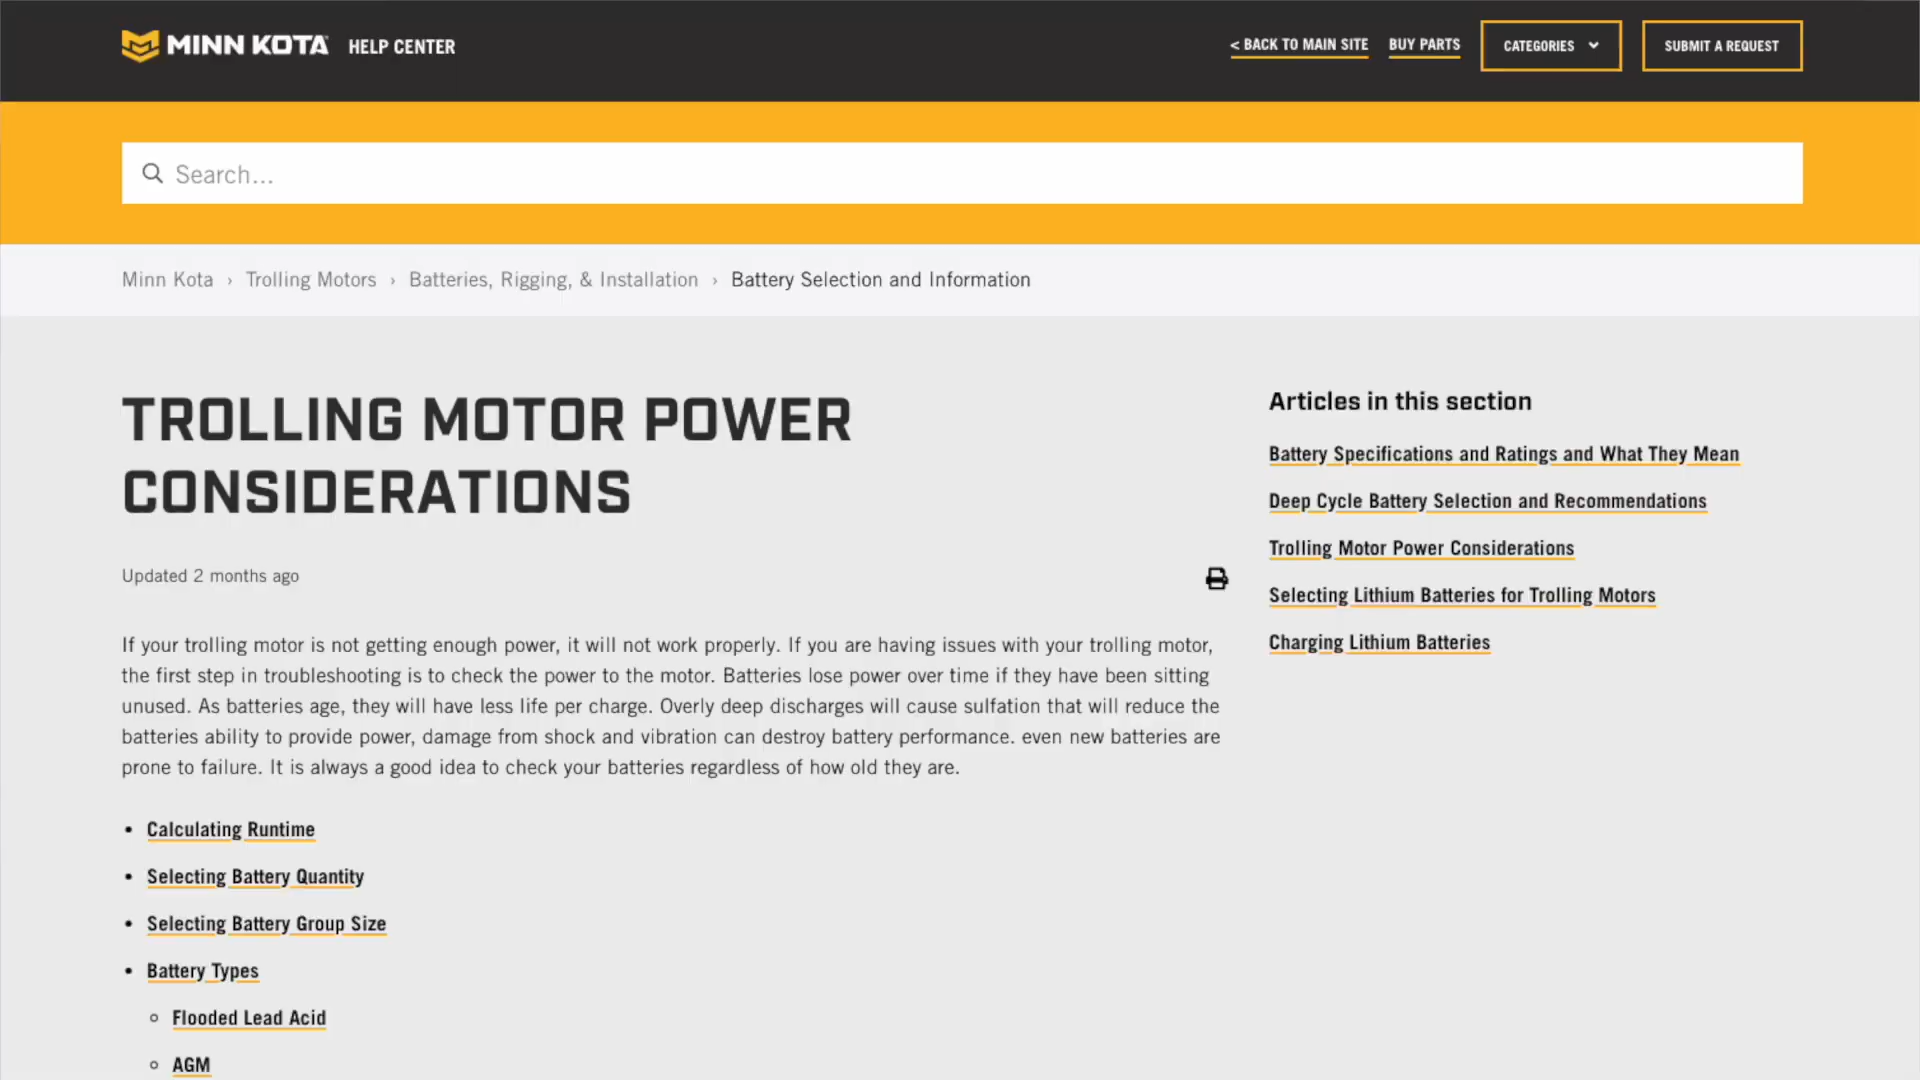 MINN KOTA HELP CENTER
< BACK TO MAIN SITE BUY PARTS CATEGORIES SUBMIT A REQUEST
Search...
Minn Kota › Trolling Motors › Batteries, Rigging, & Installation › Battery Selection and Information
TROLLING MOTOR POWER
CONSIDERATIONS
Updated 2 months ago
If your trolling motor is not getting enough power, it will not work properly. If you are having issues with your trolling motor,
the first step in troubleshooting is to check the power to the motor. Batteries lose power over time if they have been sitting
unused. As batteries age, they will have less life per charge. Overly deep discharges will cause sulfation that will reduce the
batteries ability to provide power, damage from shock and vibration can destroy battery performance. even new batteries are
prone to failure. It is always a good idea to check your batteries regardless of how old they are.
• Calculating Runtime
• Selecting Battery Quantity
• Selecting Battery Group Size
• Battery Types
◦ Flooded Lead Acid
◦ AGM
Articles in this section
Battery Specifications and Ratings and What They Mean
Deep Cycle Battery Selection and Recommendations
Trolling Motor Power Considerations
Selecting Lithium Batteries for Trolling Motors
Charging Lithium Batteries